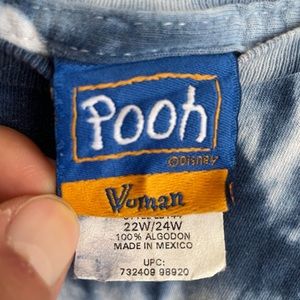 Pooh
©Disney
Woman
22W/24W
100% ALGODON
MADE IN MEXICO
UPC:
732409 98920